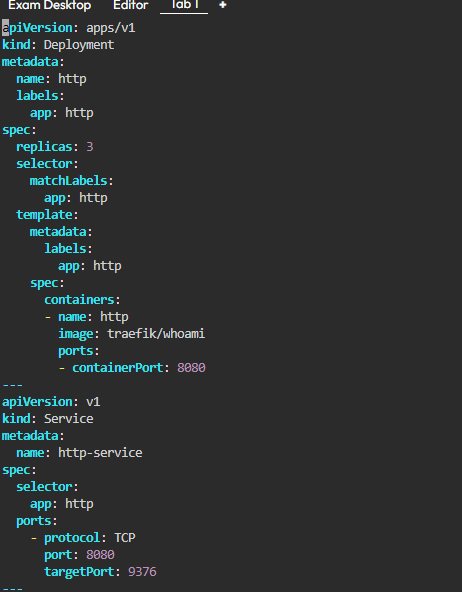 Exam Desktop Editor Tab 1 +
apiVersion: apps/v1
kind: Deployment
metadata:
  name: http
  labels:
    app: http
spec:
  replicas: 3
  selector:
    matchLabels:
      app: http
  template:
    metadata:
      labels:
        app: http
    spec:
      containers:
      - name: http
        image: traefik/whoami
        ports:
        - containerPort: 8080
---
apiVersion: v1
kind: Service
metadata:
  name: http-service
spec:
  selector:
    app: http
  ports:
    - protocol: TCP
      port: 8080
      targetPort: 9376
---